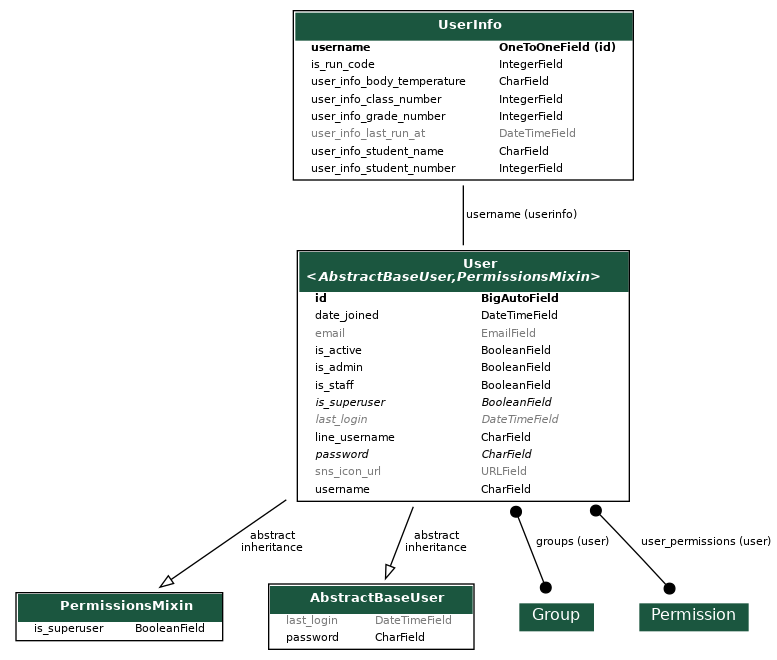 UserInfo
username OneToOneField (id)
is_run_code IntegerField
user_info_body_temperature CharField
user_info_class_number IntegerField
user_info_grade_number IntegerField
user_info_last_run_at DateTimeField
user_info_student_name CharField
user_info_student_number IntegerField
username (userinfo)
User
<AbstractBaseUser,PermissionsMixin>
id BigAutoField
date_joined DateTimeField
email EmailField
is_active BooleanField
is_admin BooleanField
is_staff BooleanField
is_superuser BooleanField
last_login DateTimeField
line_username CharField
password CharField
sns_icon_url URLField
username CharField
abstract
inheritance
abstract
inheritance
groups (user)
user_permissions (user)
PermissionsMixin
is_superuser BooleanField
AbstractBaseUser
last_login DateTimeField
password CharField
Group
Permission